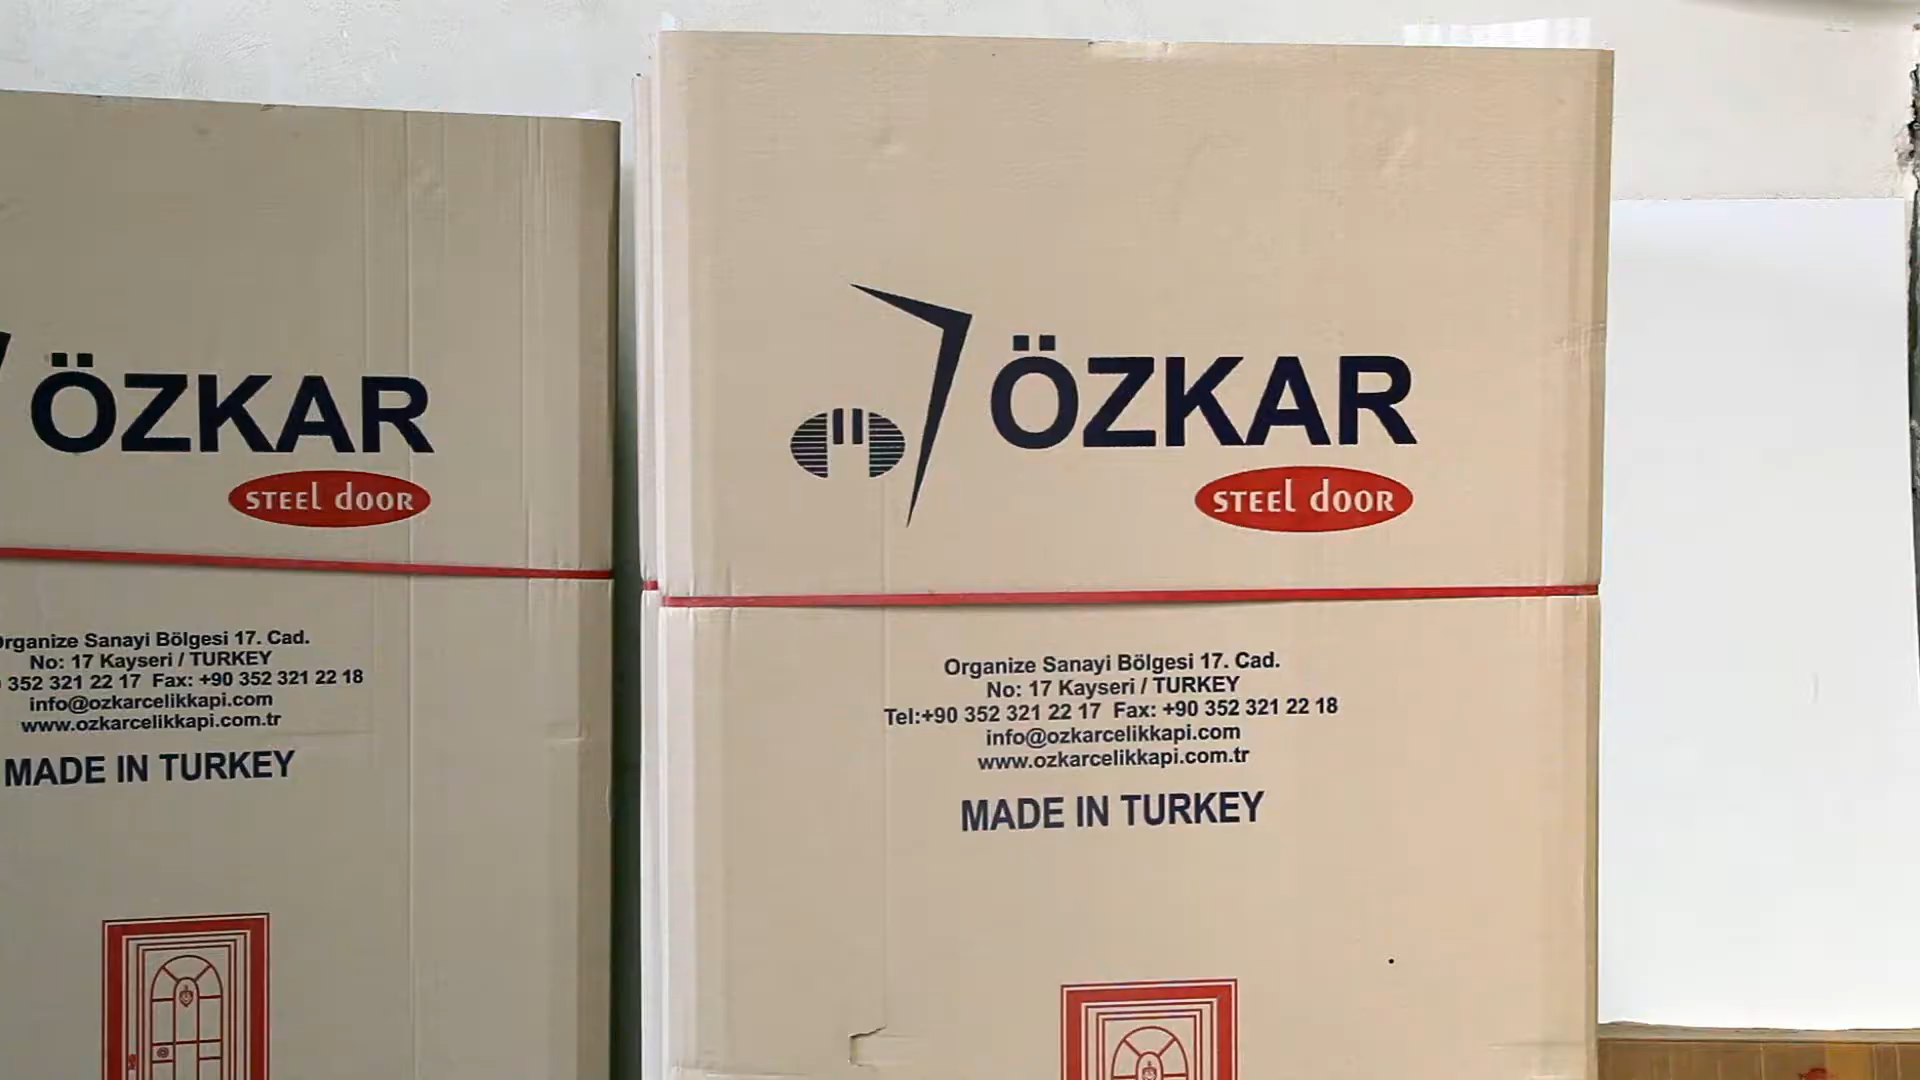 ÖZKAR
STEEL dOOR
Organize Sanayi Bölgesi 17. Cad.
No: 17 Kayseri / TURKEY
352 321 22 17 Fax: +90 352 321 22 18
info@ozkarcelikkapi.com
www.ozkarcelikkapi.com.tr
MADE IN TURKEY
ÖZKAR
STEEL dOOR
Organize Sanayi Bölgesi 17. Cad.
No: 17 Kayseri / TURKEY
Tel:+90 352 321 22 17 Fax: +90 352 321 22 18
info@ozkarcelikkapi.com
www.ozkarcelikkapi.com.tr
MADE IN TURKEY